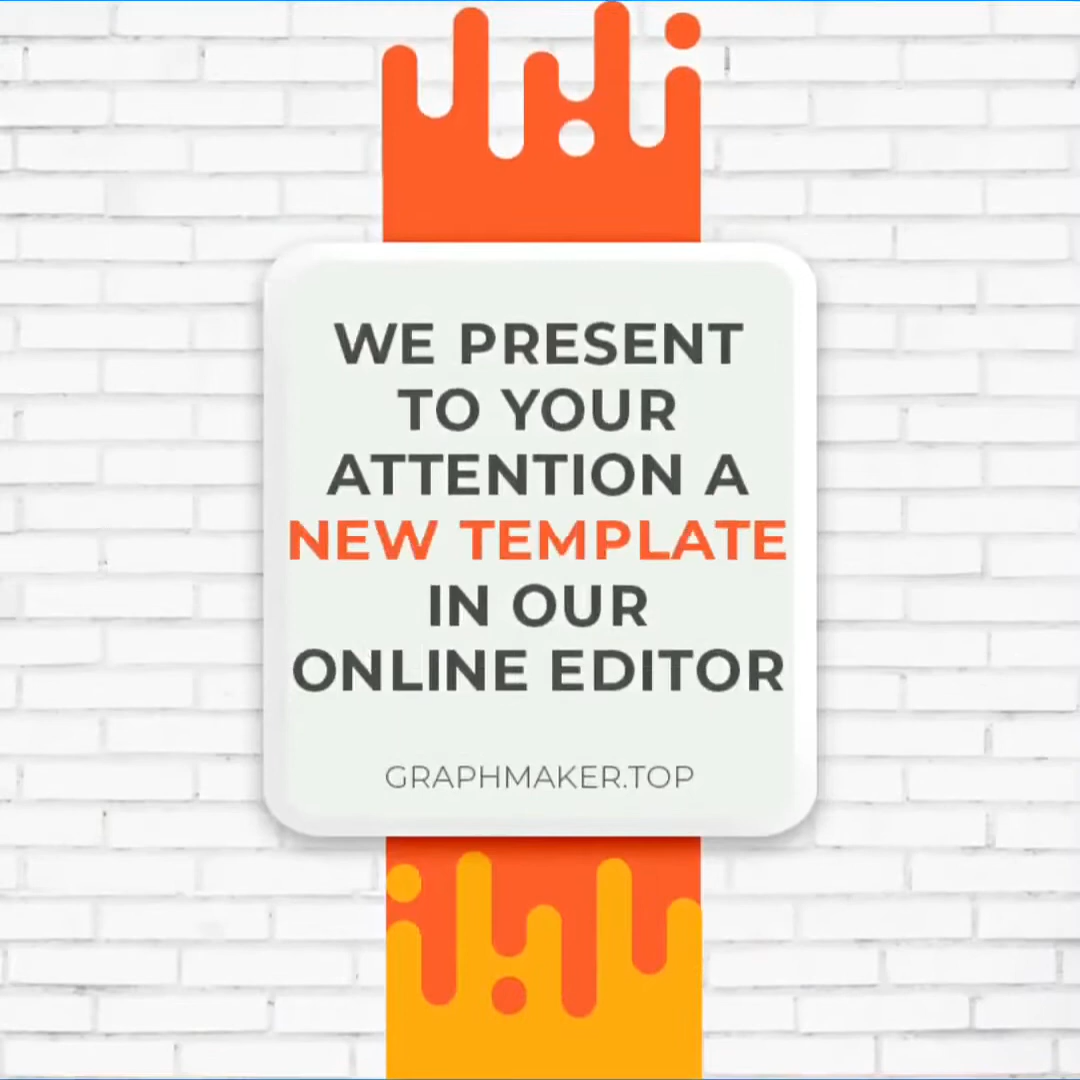 WE PRESENT
TO YOUR
ATTENTION A
NEW TEMPLATE
IN OUR
ONLINE EDITOR
GRAPHMAKER.TOP